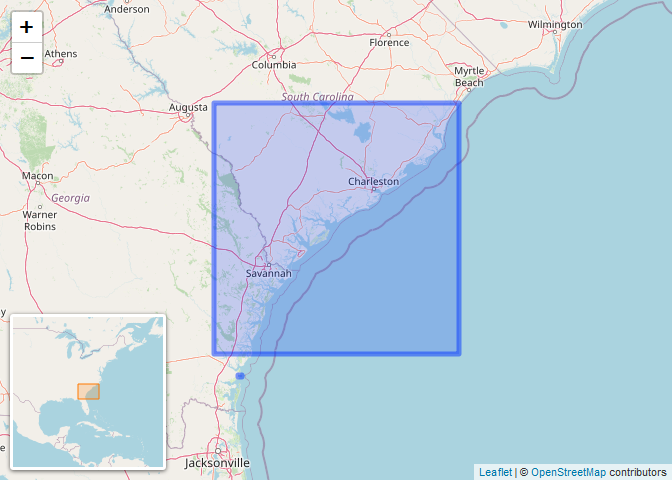 +
−
Anderson
Wilmington
Florence
Athens
Columbia
Myrtle
Beach
South Carolina
Augusta
Macon
Charleston
Georgia
Warner
Robins
Savannah
y
Jacksonville
Leaflet | © OpenStreetMap contributors